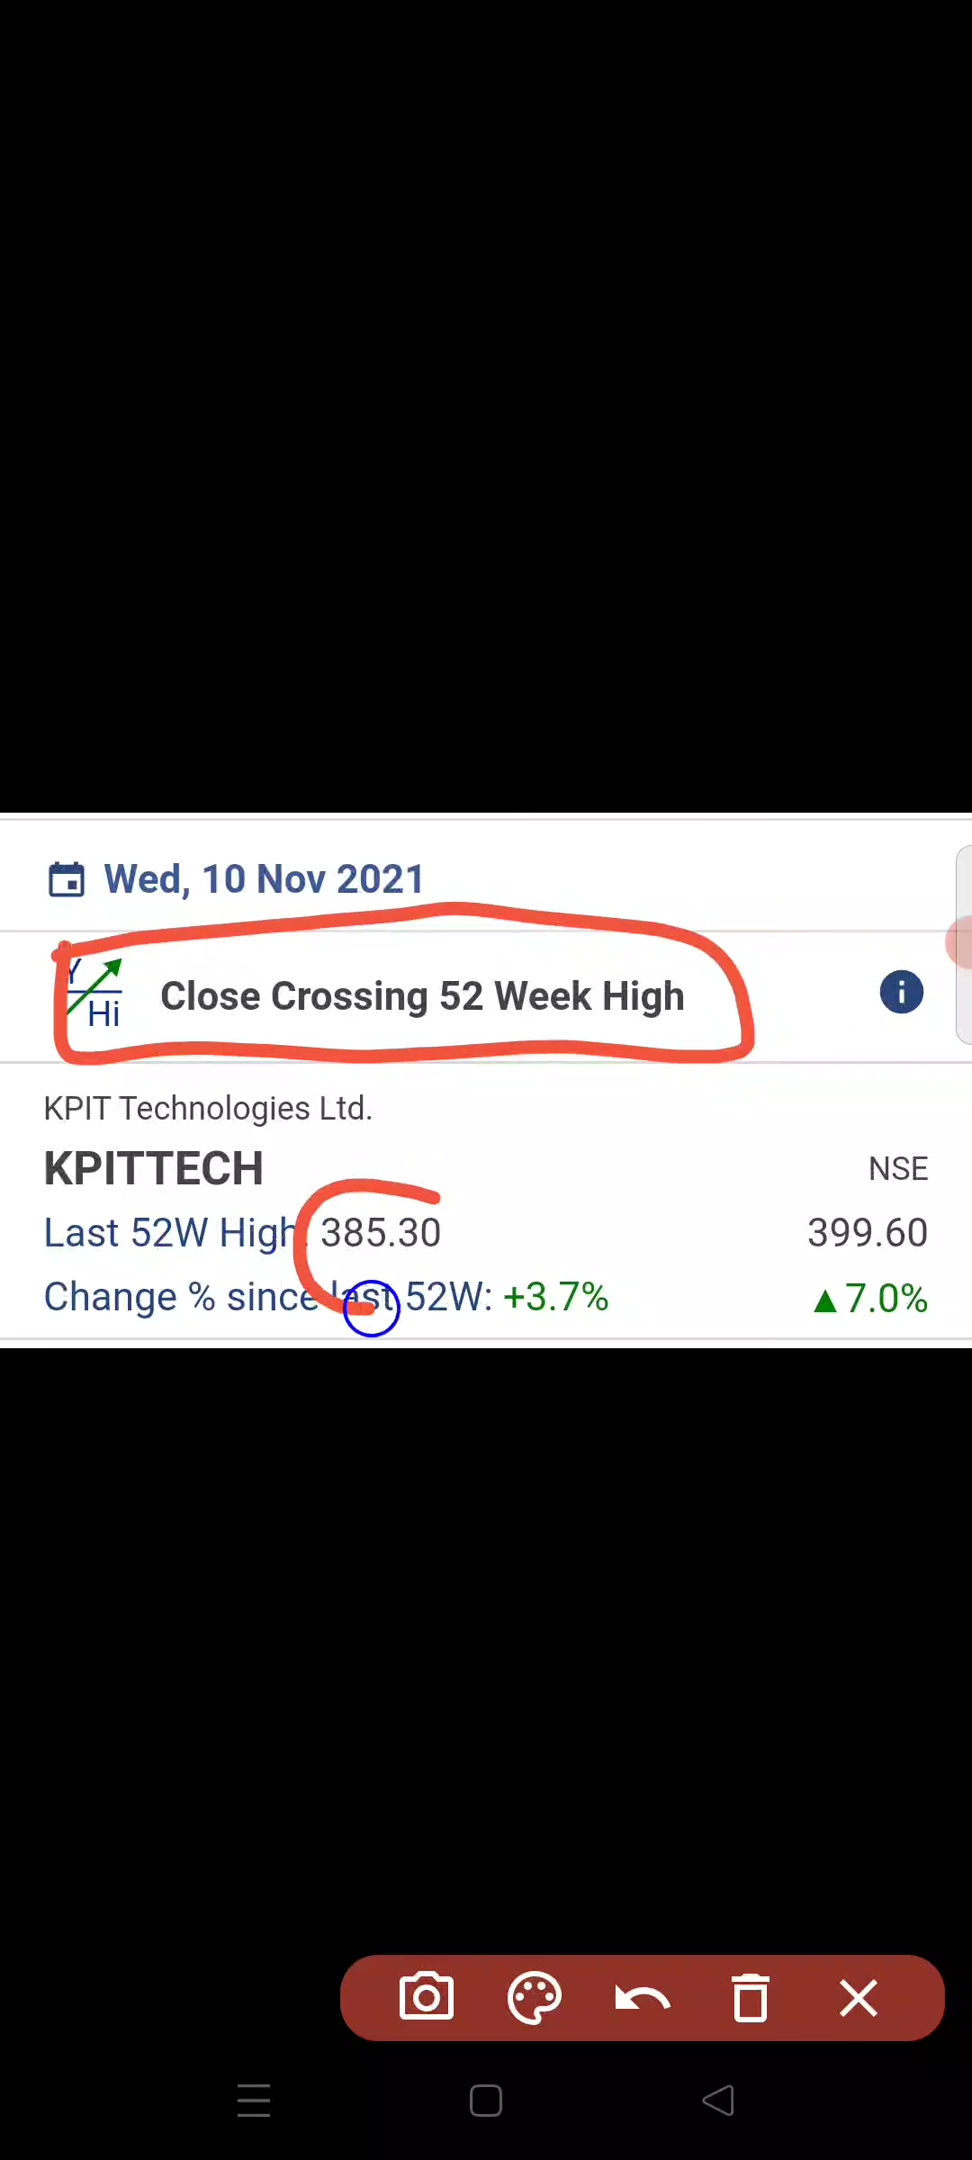 Wed, 10 Nov 2021
Y
Hi
Close Crossing 52 Week High
KPIT Technologies Ltd.
KPITTECH NSE
Last 52W High 385.30 399.60
Change % since last 52W: +3.7% ▲7.0%